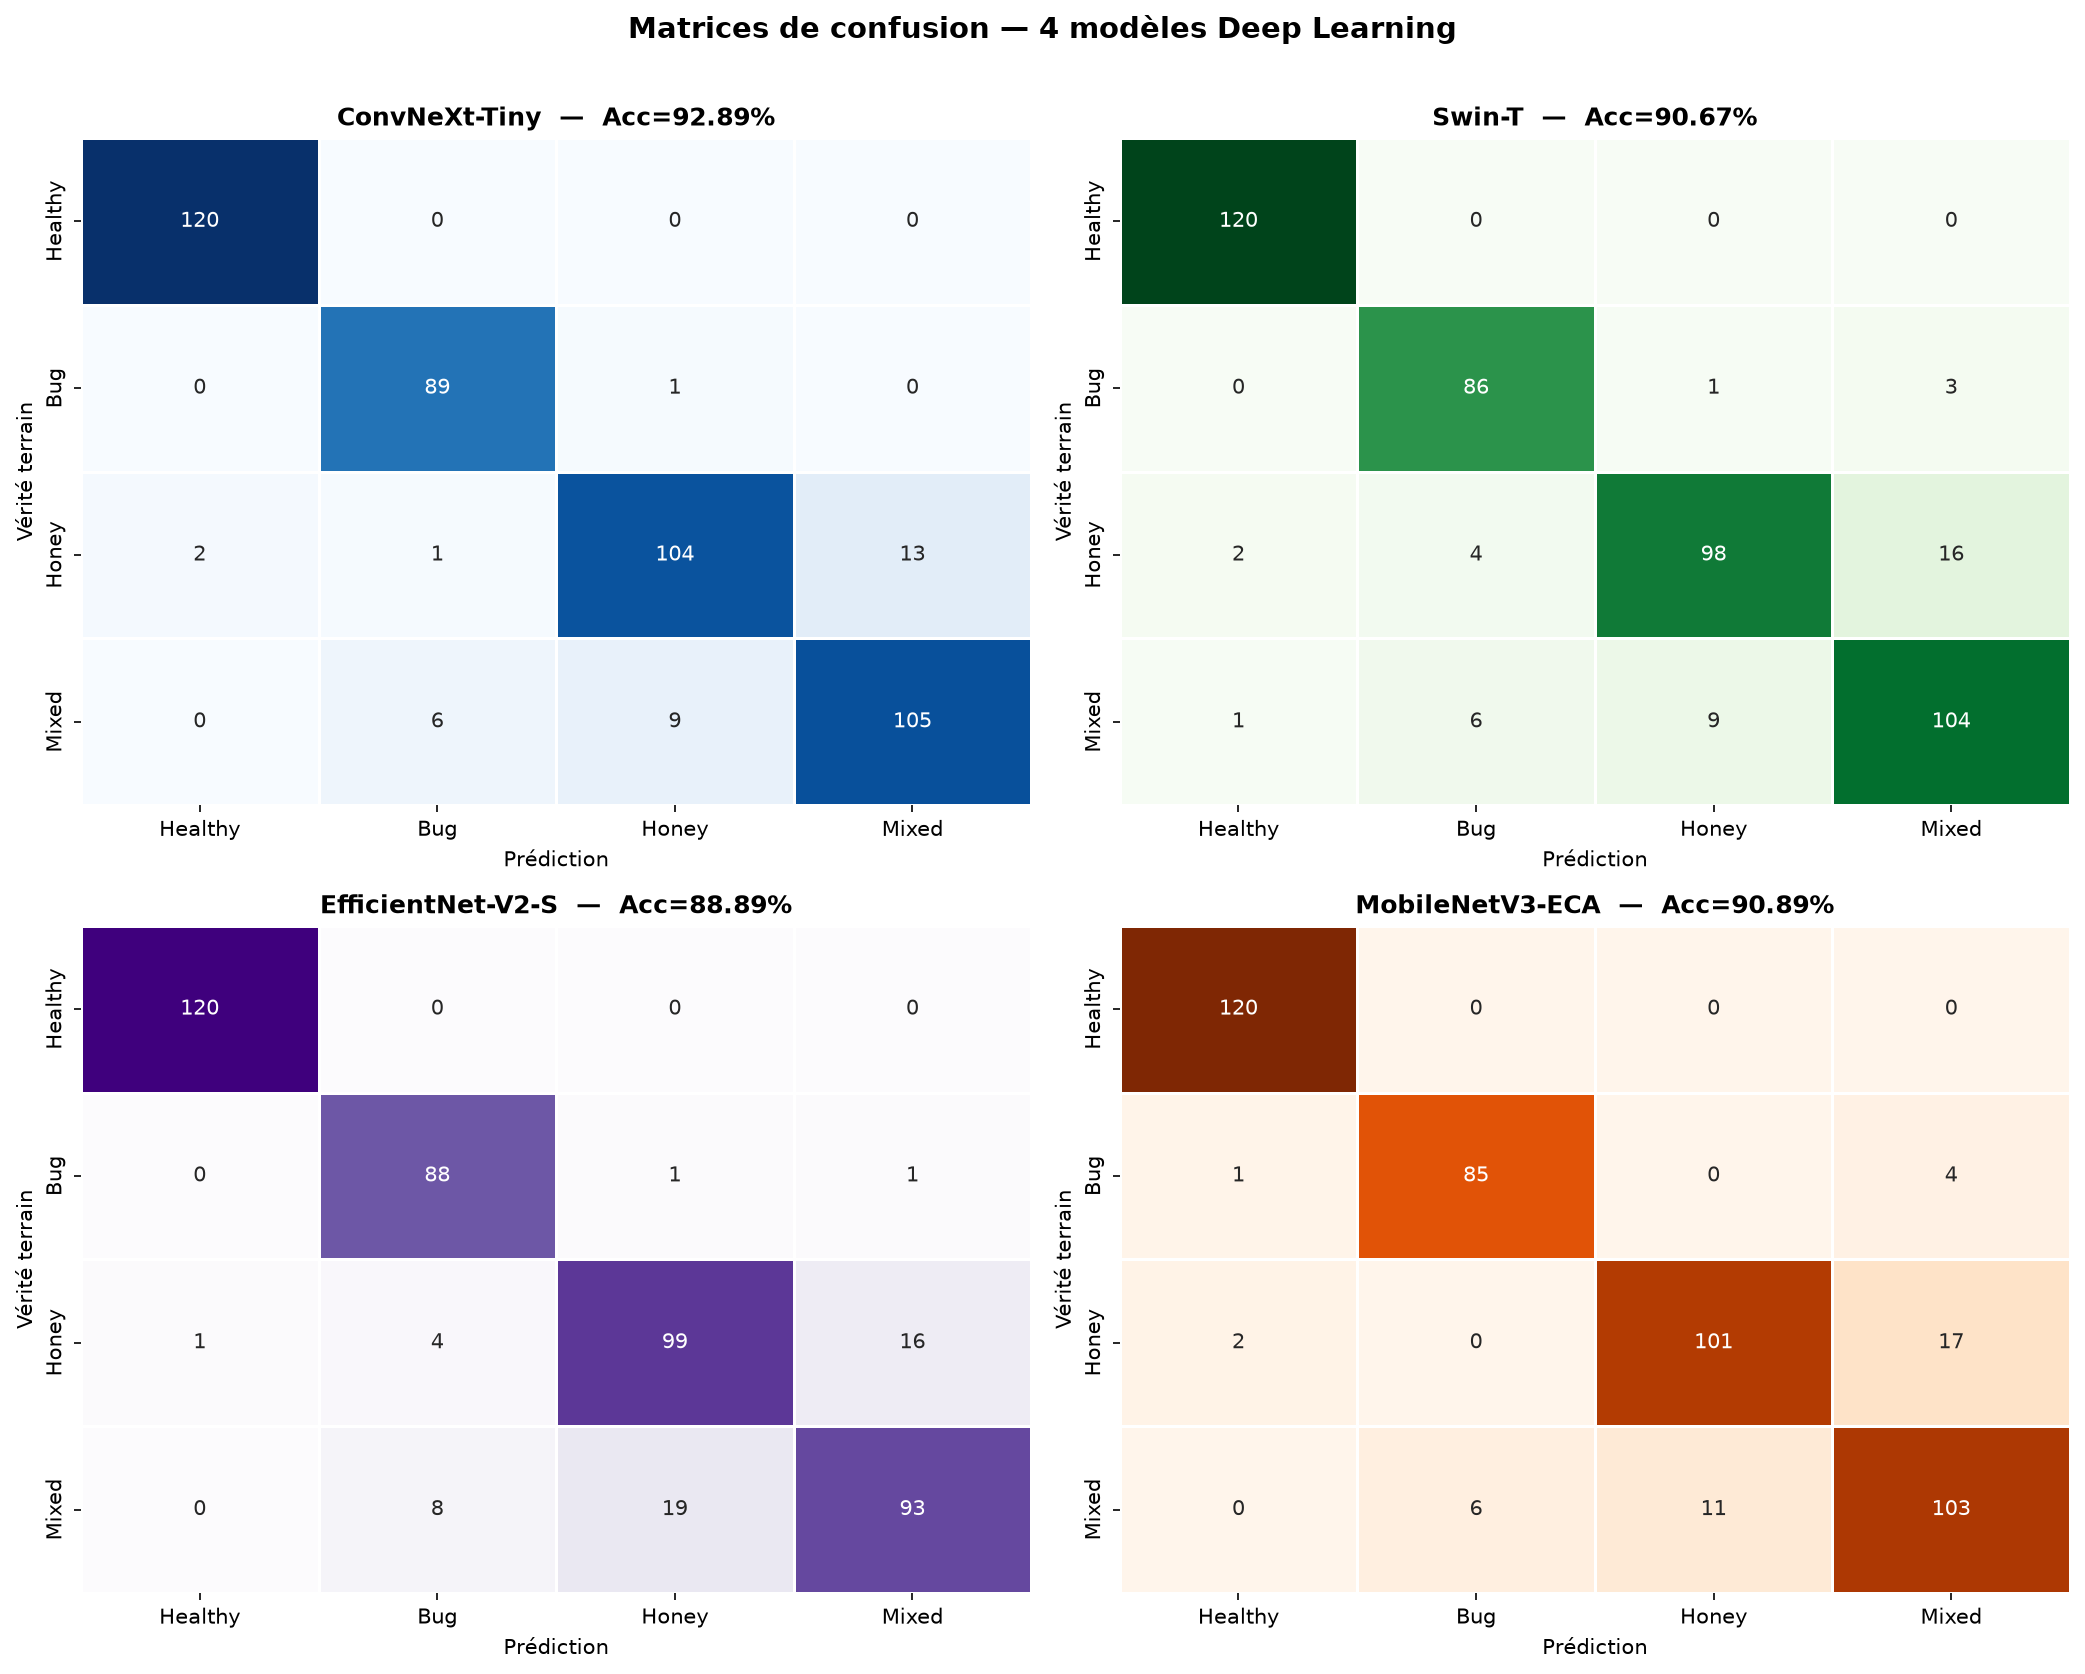 Matrices de confusion — 4 modèles Deep Learning
ConvNeXt-Tiny — Acc=92.89%
Vérité terrain
Healthy 120 0 0 0
Bug 0 89 1 0
Honey 2 1 104 13
Mixed 0 6 9 105
Healthy Bug Honey Mixed
Prédiction
Swin-T — Acc=90.67%
Vérité terrain
Healthy 120 0 0 0
Bug 0 86 1 3
Honey 2 4 98 16
Mixed 1 6 9 104
Healthy Bug Honey Mixed
Prédiction
EfficientNet-V2-S — Acc=88.89%
Vérité terrain
Healthy 120 0 0 0
Bug 0 88 1 1
Honey 1 4 99 16
Mixed 0 8 19 93
Healthy Bug Honey Mixed
Prédiction
MobileNetV3-ECA — Acc=90.89%
Vérité terrain
Healthy 120 0 0 0
Bug 1 85 0 4
Honey 2 0 101 17
Mixed 0 6 11 103
Healthy Bug Honey Mixed
Prédiction